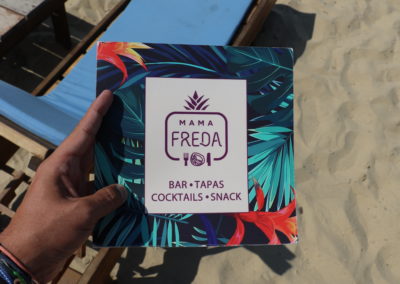 MAMA
FREDA
BAR • TAPAS
COCKTAILS • SNACK